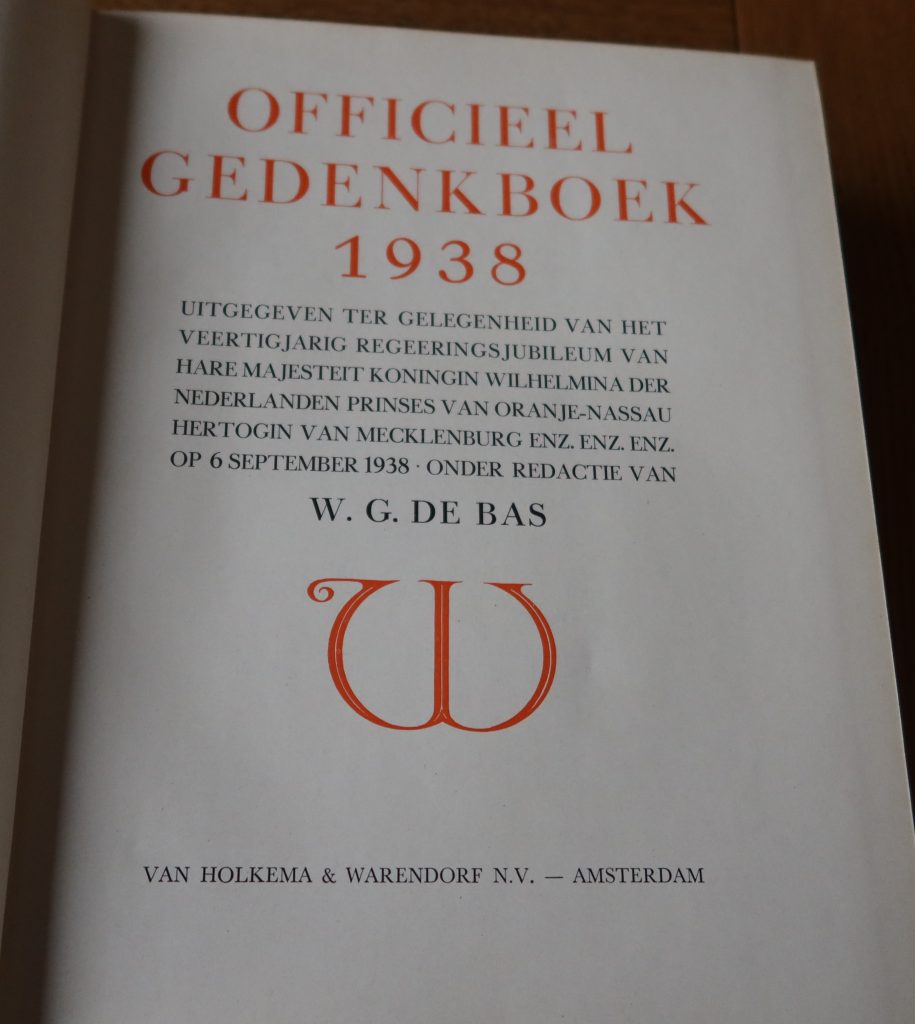 OFFICIEEL
GEDENKBOEK
1938
UITGEGEVEN TER GELEGENHEID VAN HET
VEERTIGJARIG REGEERINGSJUBILEUM VAN
HARE MAJESTEIT KONINGIN WILHELMINA DER
NEDERLANDEN PRINSES VAN ORANJE-NASSAU
HERTOGIN VAN MECKLENBURG ENZ. ENZ. ENZ.
OP 6 SEPTEMBER 1938 · ONDER REDACTIE VAN
W. G. DE BAS
W
VAN HOLKEMA & WARENDORF N.V. — AMSTERDAM